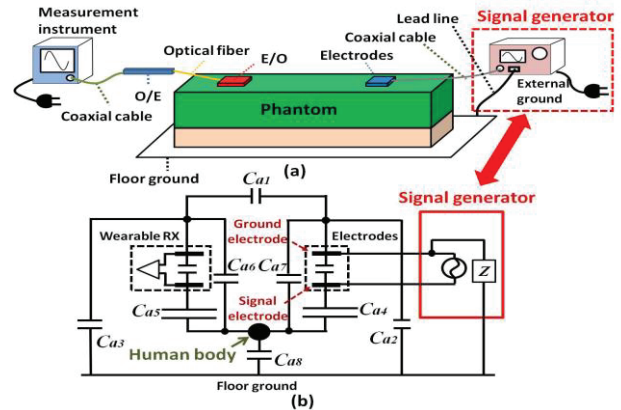 Measurement
instrument
Optical fiber
E/O
Electrodes
Coaxial cable
Lead line
Signal generator
O/E
Coaxial cable
External
ground
Phantom
Floor ground
(a)
Ca1
Signal generator
Wearable RX
Ground
electrode
Electrodes
Ca6
Ca7
Z
Signal
electrode
Ca5
Ca4
Ca3
Ca2
Human body
Ca8
Floor ground
(b)